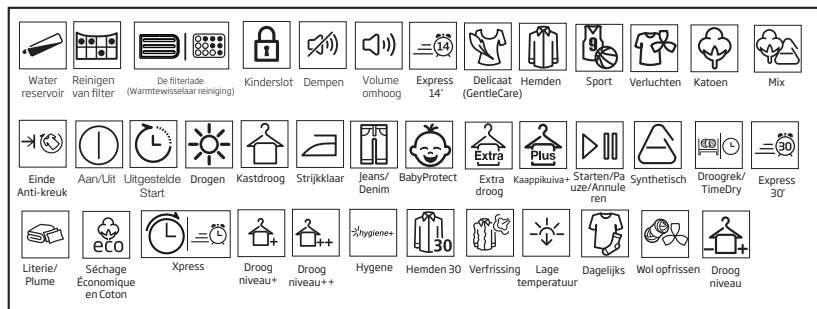 14
9
Water
reservoir
Reinigen
van filter
De filterlade
(Warmtewisselaar reiniging)
Kinderslot
Dempen
Volume
omhoog
Express
14'
Delicaat
(GentleCare)
Hemden
Sport
Verluchten
Katoen
Mix
Extra
Plus
30
Einde
Anti-kreuk
Aan/Uit
Uitgestelde
Start
Drogen
Kastdroog
Strijkklaar
Jeans/
Denim
BabyProtect
Extra
droog
Kaappikuiva+
Starten/Pa
uze/Annule
ren
Synthetisch
Droogrek/
TimeDry
Express
30'
eco
+
++
hygiene+
30
- +
Literie/
Plume
Séchage
Économique
en Coton
Xpress
Droog
niveau+
Droog
niveau++
Hygene
Hemden 30
Verfrissing
Lage
temperatuur
Dagelijks
Wol opfrissen
Droog
niveau